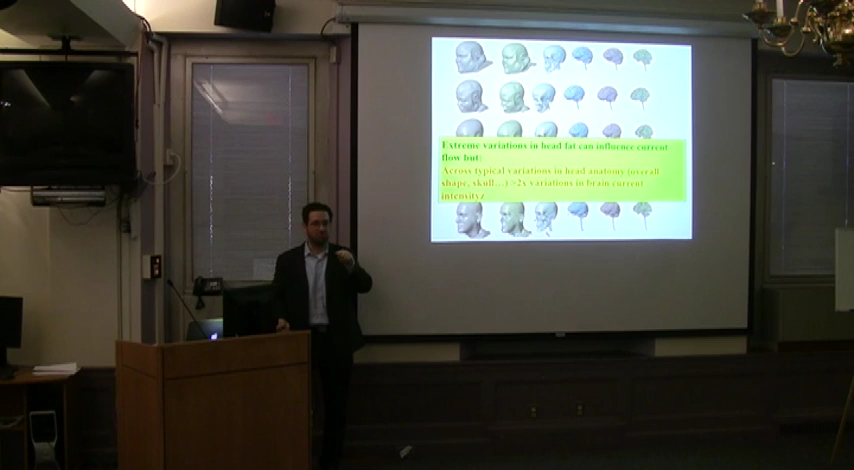 Extreme variations in head fat can influence current
flow but:
Across typical variations in head anatomy (overall
shape, skull…) >2x variations in brain current
intensity